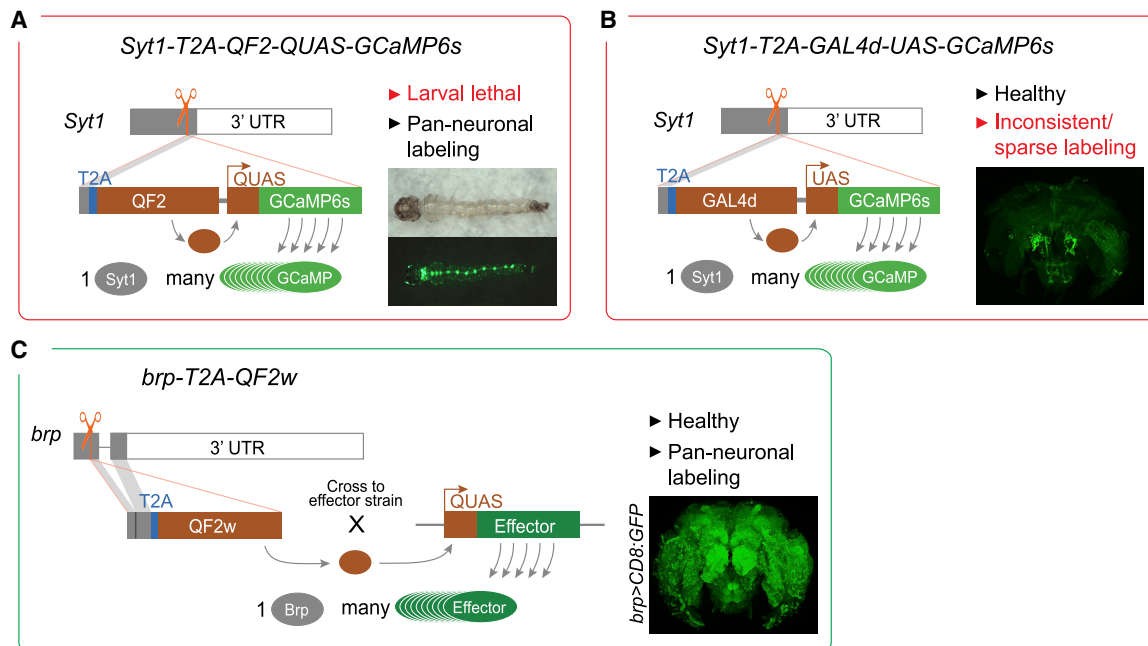 A
Syt1-T2A-QF2-QUAS-GCaMP6s
Syt1
3' UTR
T2A
QF2
QUAS
GCaMP6s
1 Syt1 many GCaMP
► Larval lethal
► Pan-neuronal
labeling
B
Syt1-T2A-GAL4d-UAS-GCaMP6s
Syt1
3' UTR
T2A
GAL4d
UAS
GCaMP6s
1 Syt1 many GCaMP
► Healthy
► Inconsistent/
sparse labeling
C
brp-T2A-QF2w
brp
3' UTR
T2A
QF2w
Cross to
effector strain
X
QUAS
Effector
1 Brp many Effector
► Healthy
► Pan-neuronal
labeling
brp>CD8:GFP